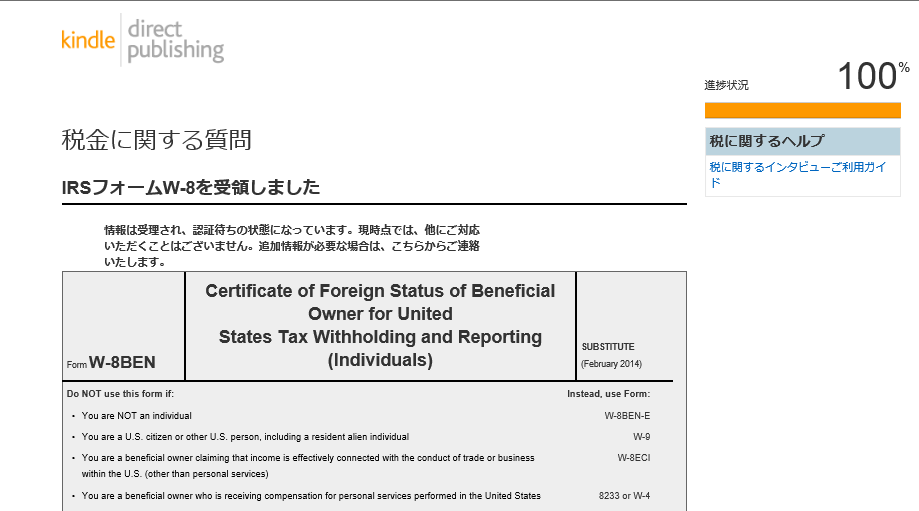 kindle direct publishing
進捗状況 100%
税に関するヘルプ
税に関するインタビューご利用ガイ
ド
税金に関する質問
IRSフォームW-8を受領しました
情報は受理され、認証待ちの状態になっています。現時点では、他にご対応
いただくことはございません。追加情報が必要な場合は、こちらからご連絡
いたします。
Form W-8BEN
Certificate of Foreign Status of Beneficial
Owner for United
States Tax Withholding and Reporting
(Individuals)
SUBSTITUTE
(February 2014)
Do NOT use this form if: Instead, use Form:
• You are NOT an individual W-8BEN-E
• You are a U.S. citizen or other U.S. person, including a resident alien individual W-9
• You are a beneficial owner claiming that income is effectively connected with the conduct of trade or business W-8ECI
within the U.S. (other than personal services)
• You are a beneficial owner who is receiving compensation for personal services performed in the United States 8233 or W-4